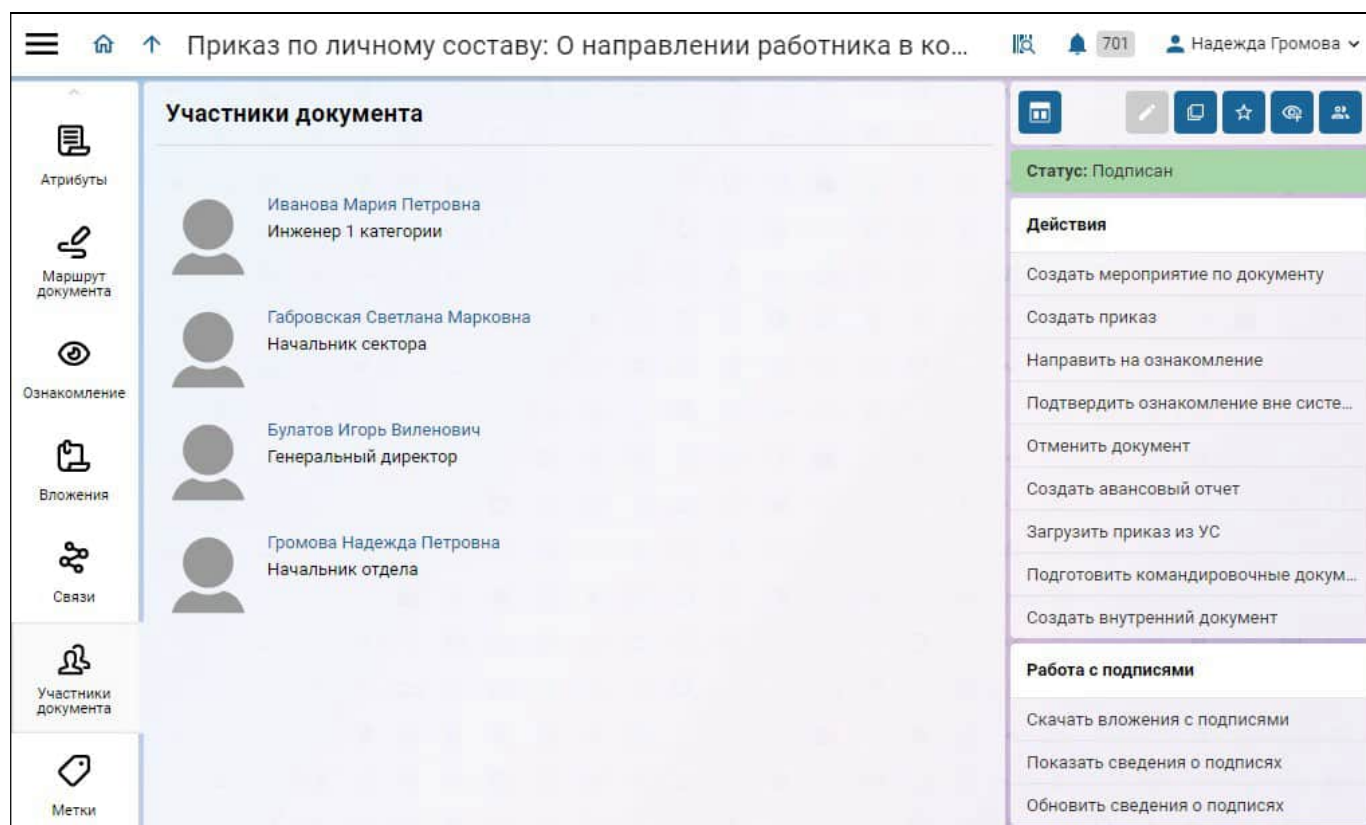 Приказ по личному составу: О направлении работника в ко...
701
Надежда Громова
Атрибуты
Маршрут
документа
Ознакомление
Вложения
Связи
Участники
документа
Метки
Участники документа
Иванова Мария Петровна
Инженер 1 категории
Габровская Светлана Марковна
Начальник сектора
Булатов Игорь Виленович
Генеральный директор
Громова Надежда Петровна
Начальник отдела
Статус: Подписан
Действия
Создать мероприятие по документу
Создать приказ
Направить на ознакомление
Подтвердить ознакомление вне систе...
Отменить документ
Создать авансовый отчет
Загрузить приказ из УС
Подготовить командировочные докум...
Создать внутренний документ
Работа с подписями
Скачать вложения с подписями
Показать сведения о подписях
Обновить сведения о подписях